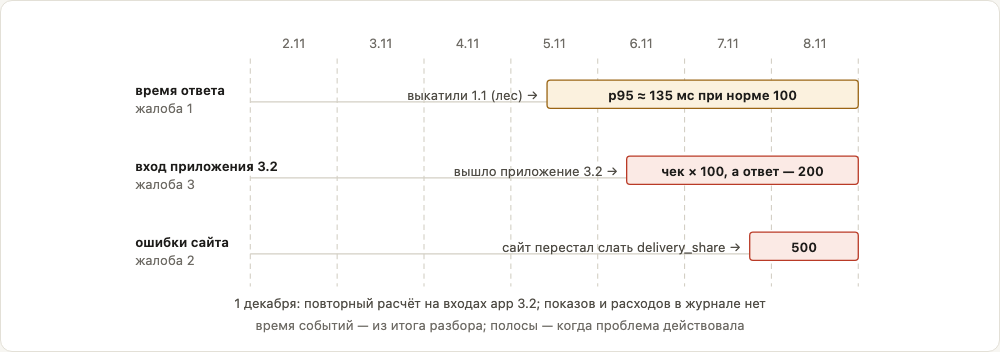 2.11 3.11 4.11 5.11 6.11 7.11 8.11
время ответа
жалоба 1
выкатили 1.1 (лес) →
p95 ≈ 135 мс при норме 100
вход приложения 3.2
жалоба 3
вышло приложение 3.2 →
чек × 100, а ответ — 200
ошибки сайта
жалоба 2
сайт перестал слать delivery_share →
500
1 декабря: повторный расчёт на входах app 3.2; показов и расходов в журнале нет
время событий — из итога разбора; полосы — когда проблема действовала